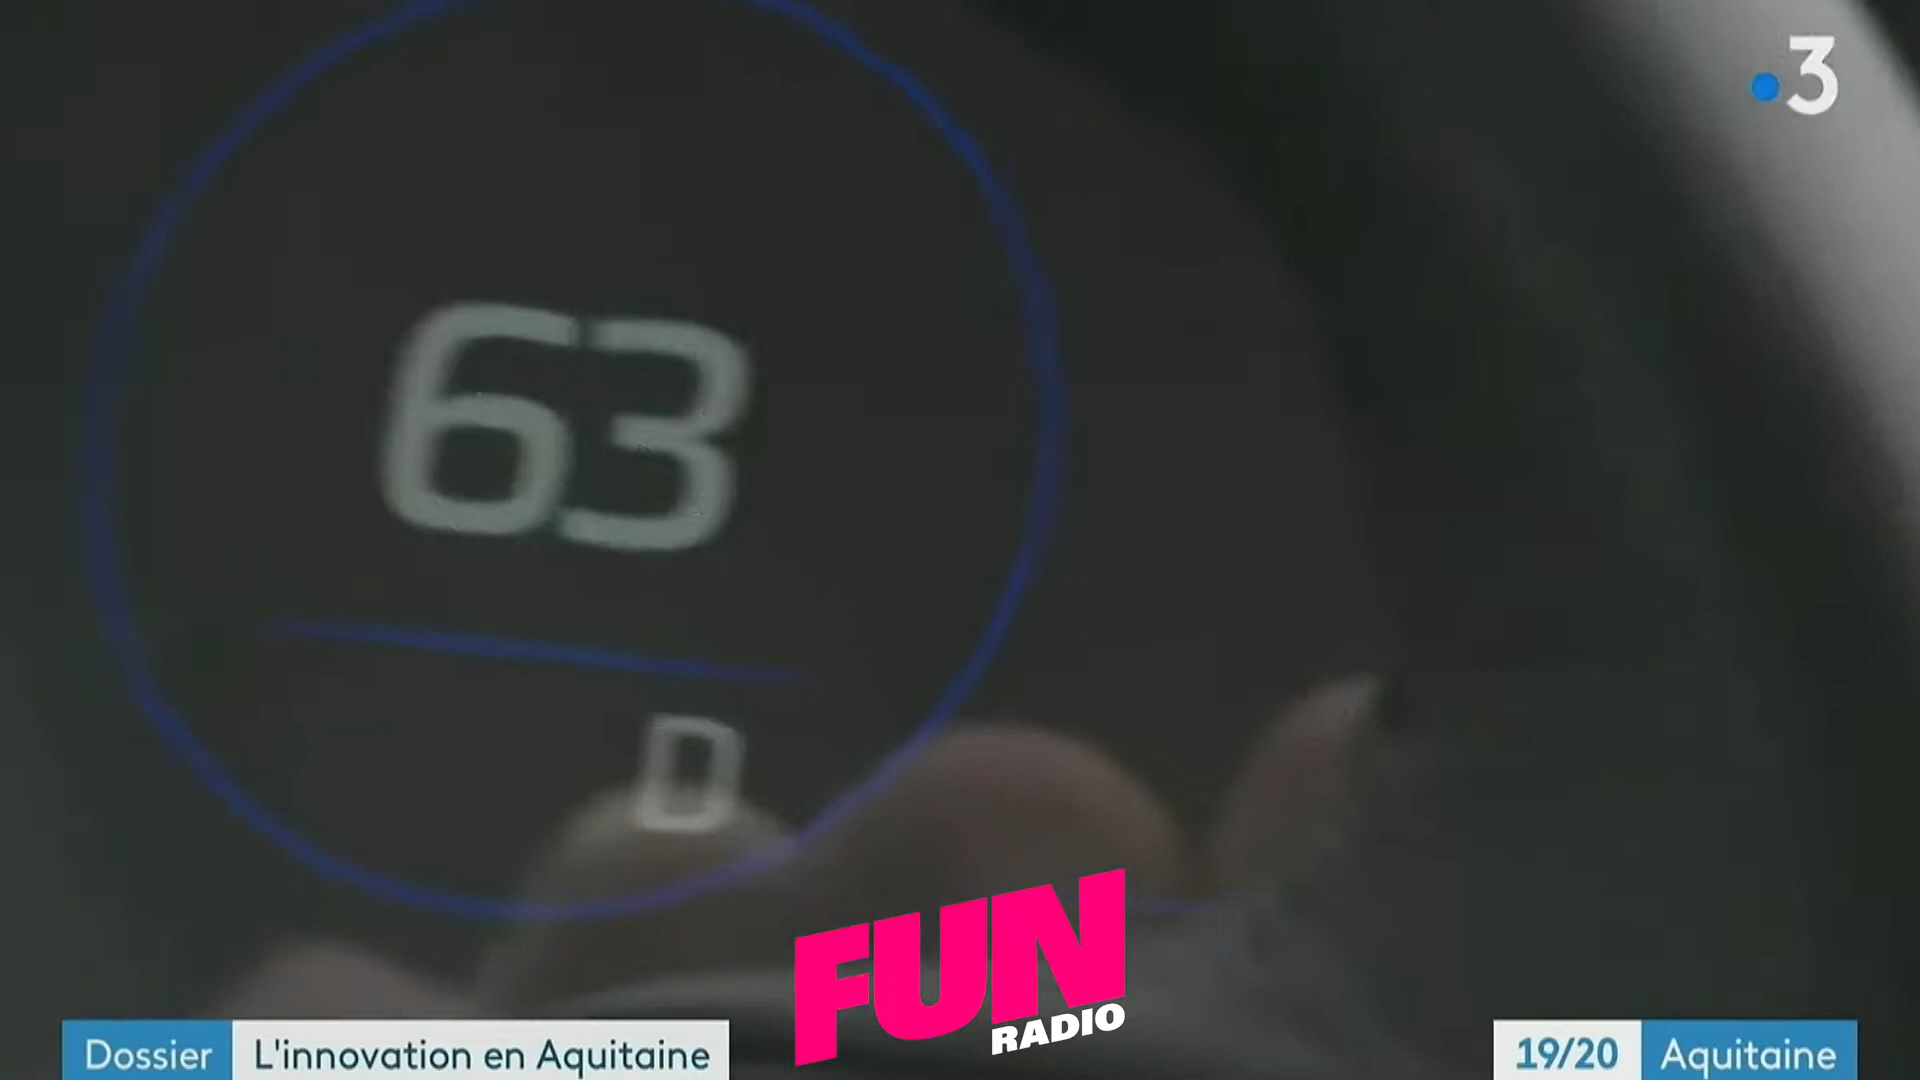 3
63
D
FUN
RADIO
Dossier L'innovation en Aquitaine
19/20 Aquitaine